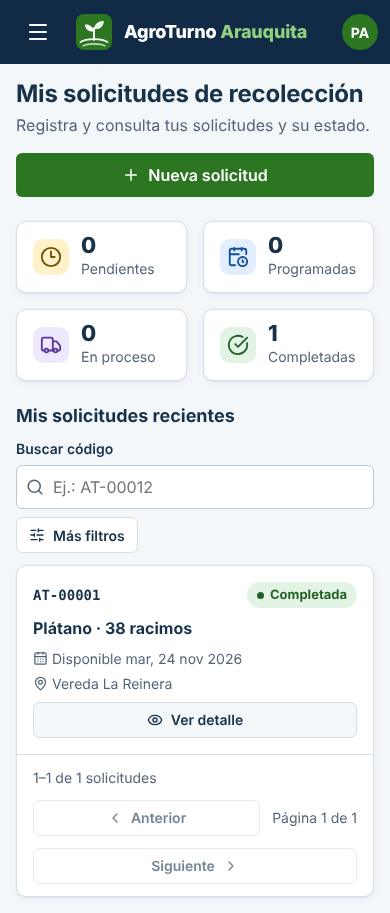 AgroTurno Arauquita
PA
Mis solicitudes de recolección
Registra y consulta tus solicitudes y su estado.
Nueva solicitud
0
Pendientes
0
Programadas
0
En proceso
1
Completadas
Mis solicitudes recientes
Buscar código
Ej.: AT-00012
Más filtros
AT-00001
Completada
Plátano · 38 racimos
Disponible mar, 24 nov 2026
Vereda La Reinera
Ver detalle
1–1 de 1 solicitudes
Anterior
Página 1 de 1
Siguiente